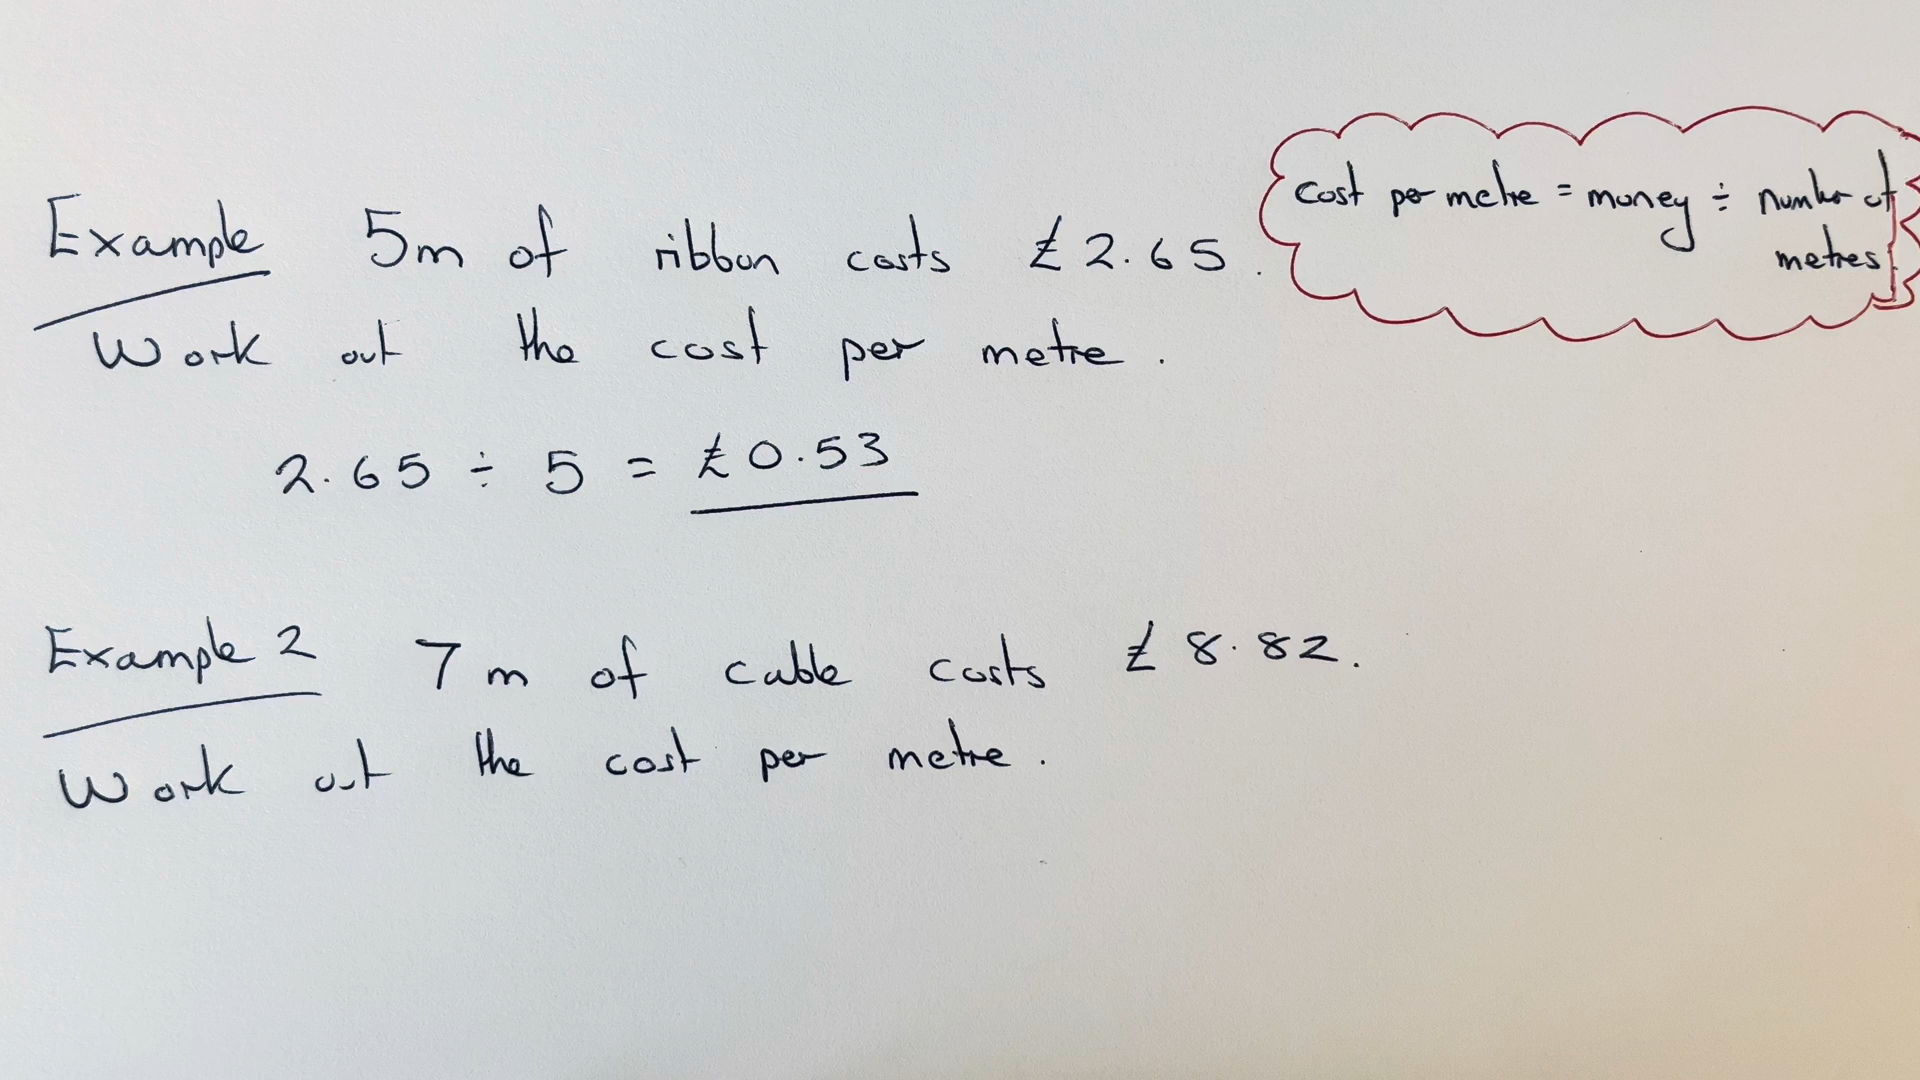 Example 5m of ribbon costs £2.65.
Work out the cost per metre.
2.65 ÷ 5 = £0.53
cost per metre = money ÷ number of
metres
Example 2 7m of cable costs £8.82.
Work out the cost per metre.